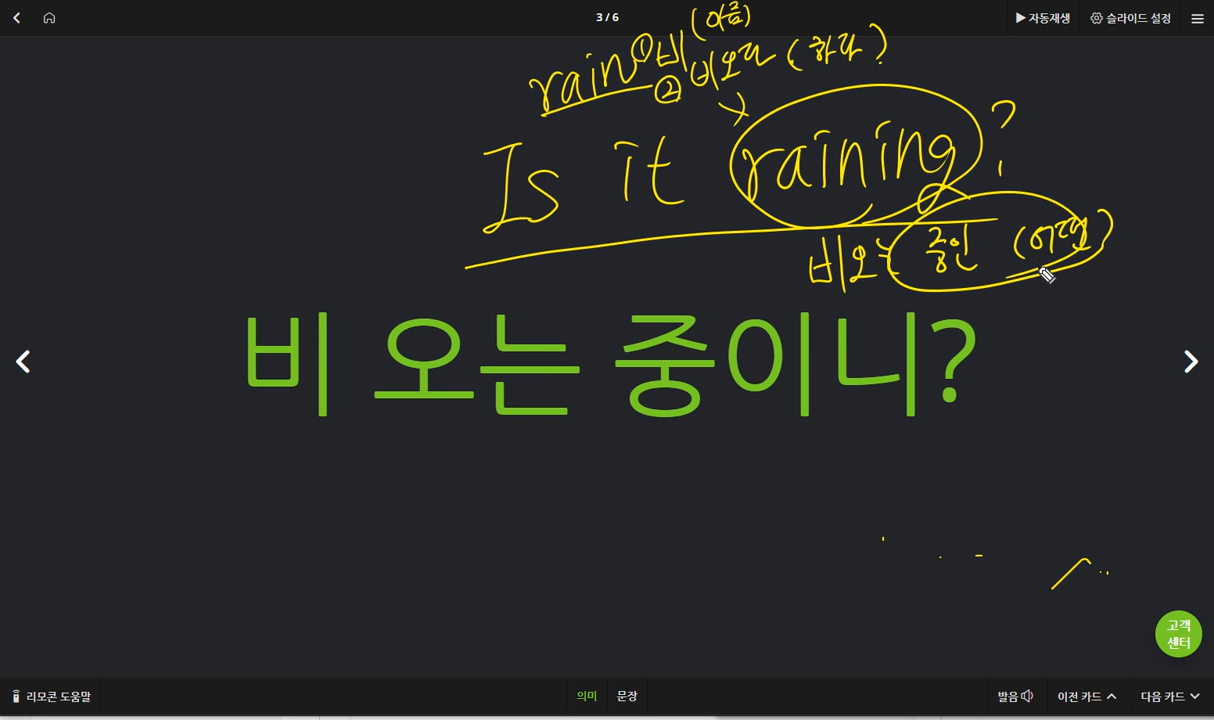 3 / 6
▶ 자동재생
슬라이드 설정
rain ① 비 (이름)
② 비오다 (하다?
Is it raining?
비오는 중인
비 오는 중이니?
고객
센터
리모콘 도움말
의미
문장
발음
이전 카드
다음 카드